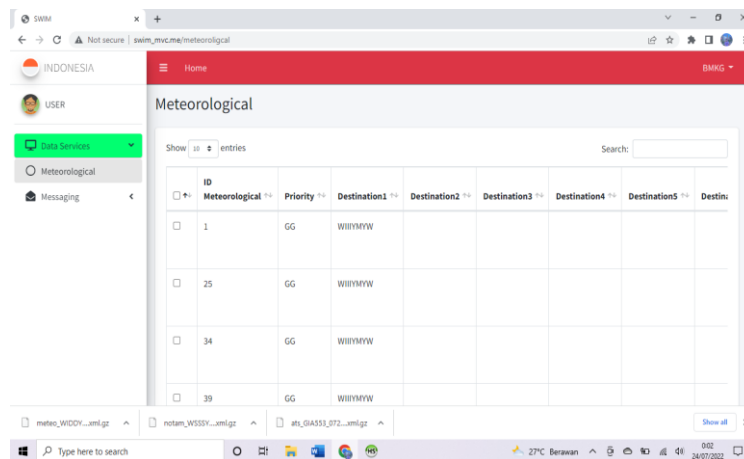 SWIM
Not secure | swim_mvc.me/meteoroligcal
INDONESIA
Home
BMKG
USER
Meteorological
Data Services
Meteorological
Messaging
Show 10 entries
Search:
ID Meteorological Priority Destination1 Destination2 Destination3 Destination4 Destination5 Destina
1 GG WIIIYMYW
25 GG WIIIYMYW
34 GG WIIIYMYW
39 GG WIIIYMYW
meteo_WIDDY....xml.gz
notam_WSSSY....xml.gz
ats_GIA553_072....xml.gz
Show all
Type here to search
27°C Berawan
0:02
24/07/2022